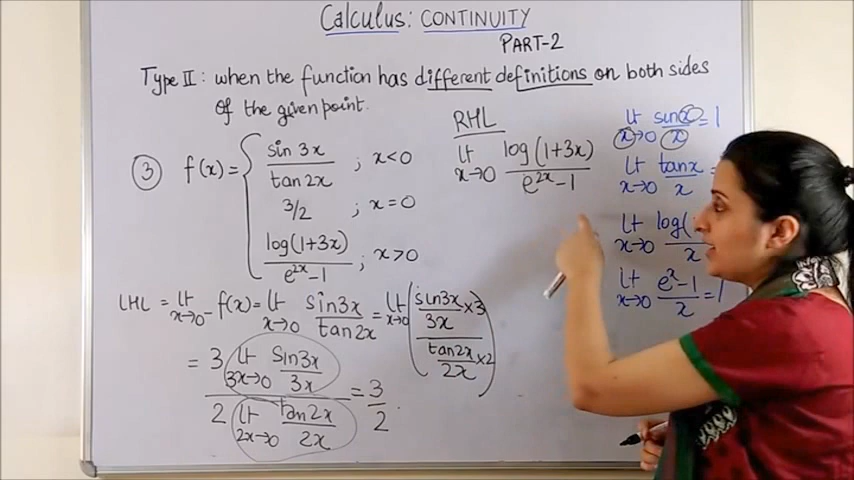 Calculus: CONTINUITY
PART-2
Type II: when the function has different definitions on both sides
of the given point.
③ f(x) = { sin 3x / tan 2x ; x<0
3/2 ; x=0
log(1+3x) / e^2x-1 ; x>0
LHL = lt x→0- f(x) = lt x→0 sin3x / tan2x = lt x→0 ( sin3x / 3x ×3 / tan2x / 2x ×2 )
= 3 lt 3x→0 sin3x / 3x / 2 lt 2x→0 tan2x / 2x = 3/2 .
RHL
lt x→0 log(1+3x) / e^2x-1
lt x→0 sinx / x = 1
lt x→0 tanx / x =
lt x→0 log( / x
lt x→0 e^x-1 / x = 1